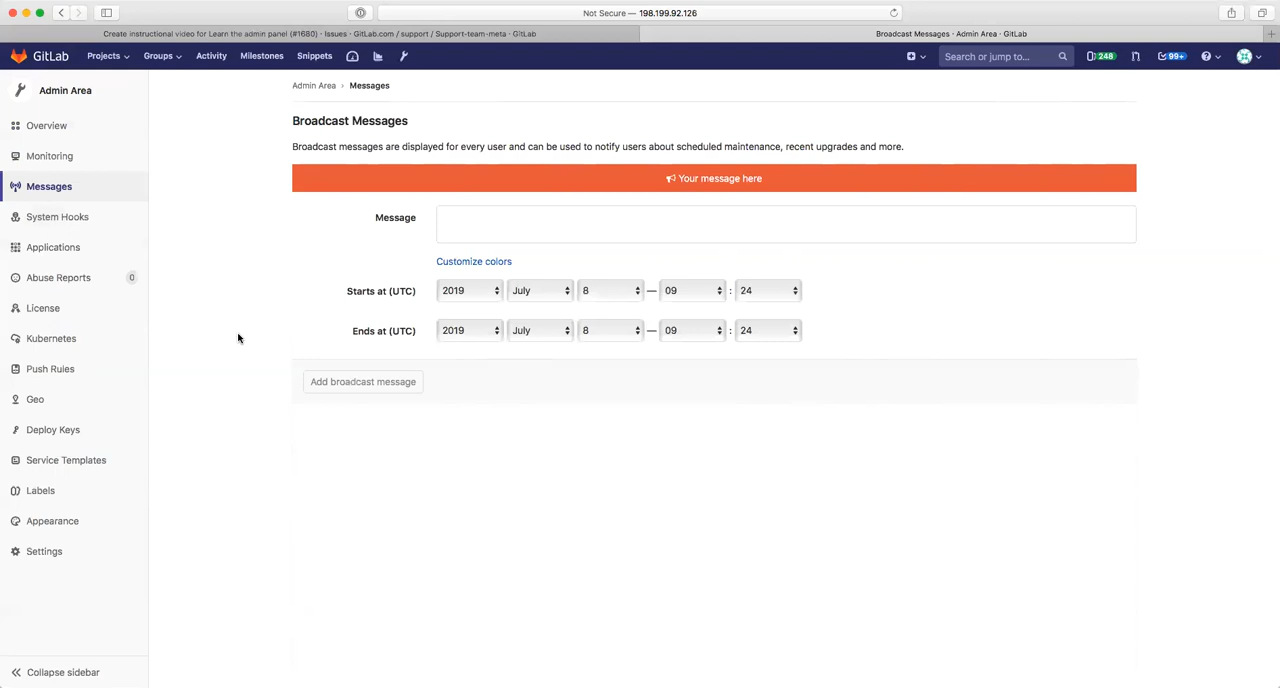 Not Secure — 198.199.92.126
Create instructional video for Learn the admin panel (#1680) · Issues · GitLab.com / support / Support-team-meta · GitLab
Broadcast Messages · Admin Area · GitLab
GitLab Projects Groups Activity Milestones Snippets Search or jump to... 248 99+
Admin Area
Overview
Monitoring
Messages
System Hooks
Applications
Abuse Reports 0
License
Kubernetes
Push Rules
Geo
Deploy Keys
Service Templates
Labels
Appearance
Settings
Collapse sidebar
Admin Area › Messages
Broadcast Messages
Broadcast messages are displayed for every user and can be used to notify users about scheduled maintenance, recent upgrades and more.
Your message here
Message
Customize colors
Starts at (UTC) 2019 July 8 — 09 : 24
Ends at (UTC) 2019 July 8 — 09 : 24
Add broadcast message